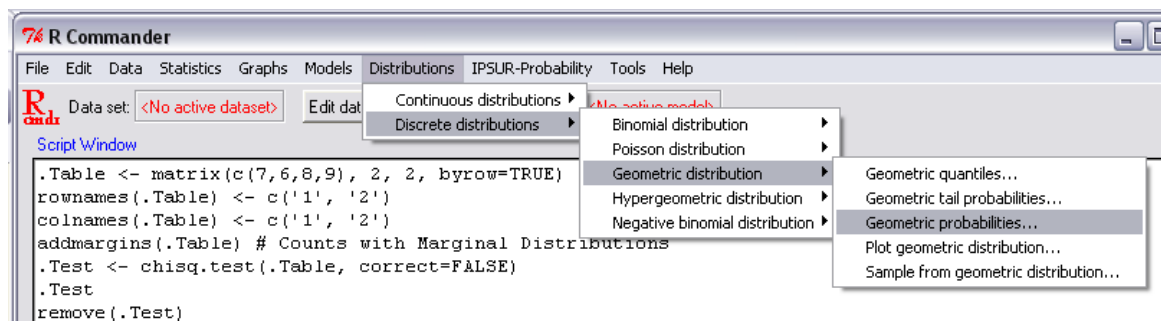 R Commander
File Edit Data Statistics Graphs Models Distributions IPSUR-Probability Tools Help
R cmdr Data set: <No active dataset> Edit dat <No active model>
Continuous distributions
Discrete distributions
Binomial distribution
Poisson distribution
Geometric distribution
Hypergeometric distribution
Negative binomial distribution
Geometric quantiles...
Geometric tail probabilities...
Geometric probabilities...
Plot geometric distribution...
Sample from geometric distribution...
Script Window
.Table <- matrix(c(7,6,8,9), 2, 2, byrow=TRUE)
rownames(.Table) <- c('1', '2')
colnames(.Table) <- c('1', '2')
addmargins(.Table) # Counts with Marginal Distributions
.Test <- chisq.test(.Table, correct=FALSE)
.Test
remove(.Test)